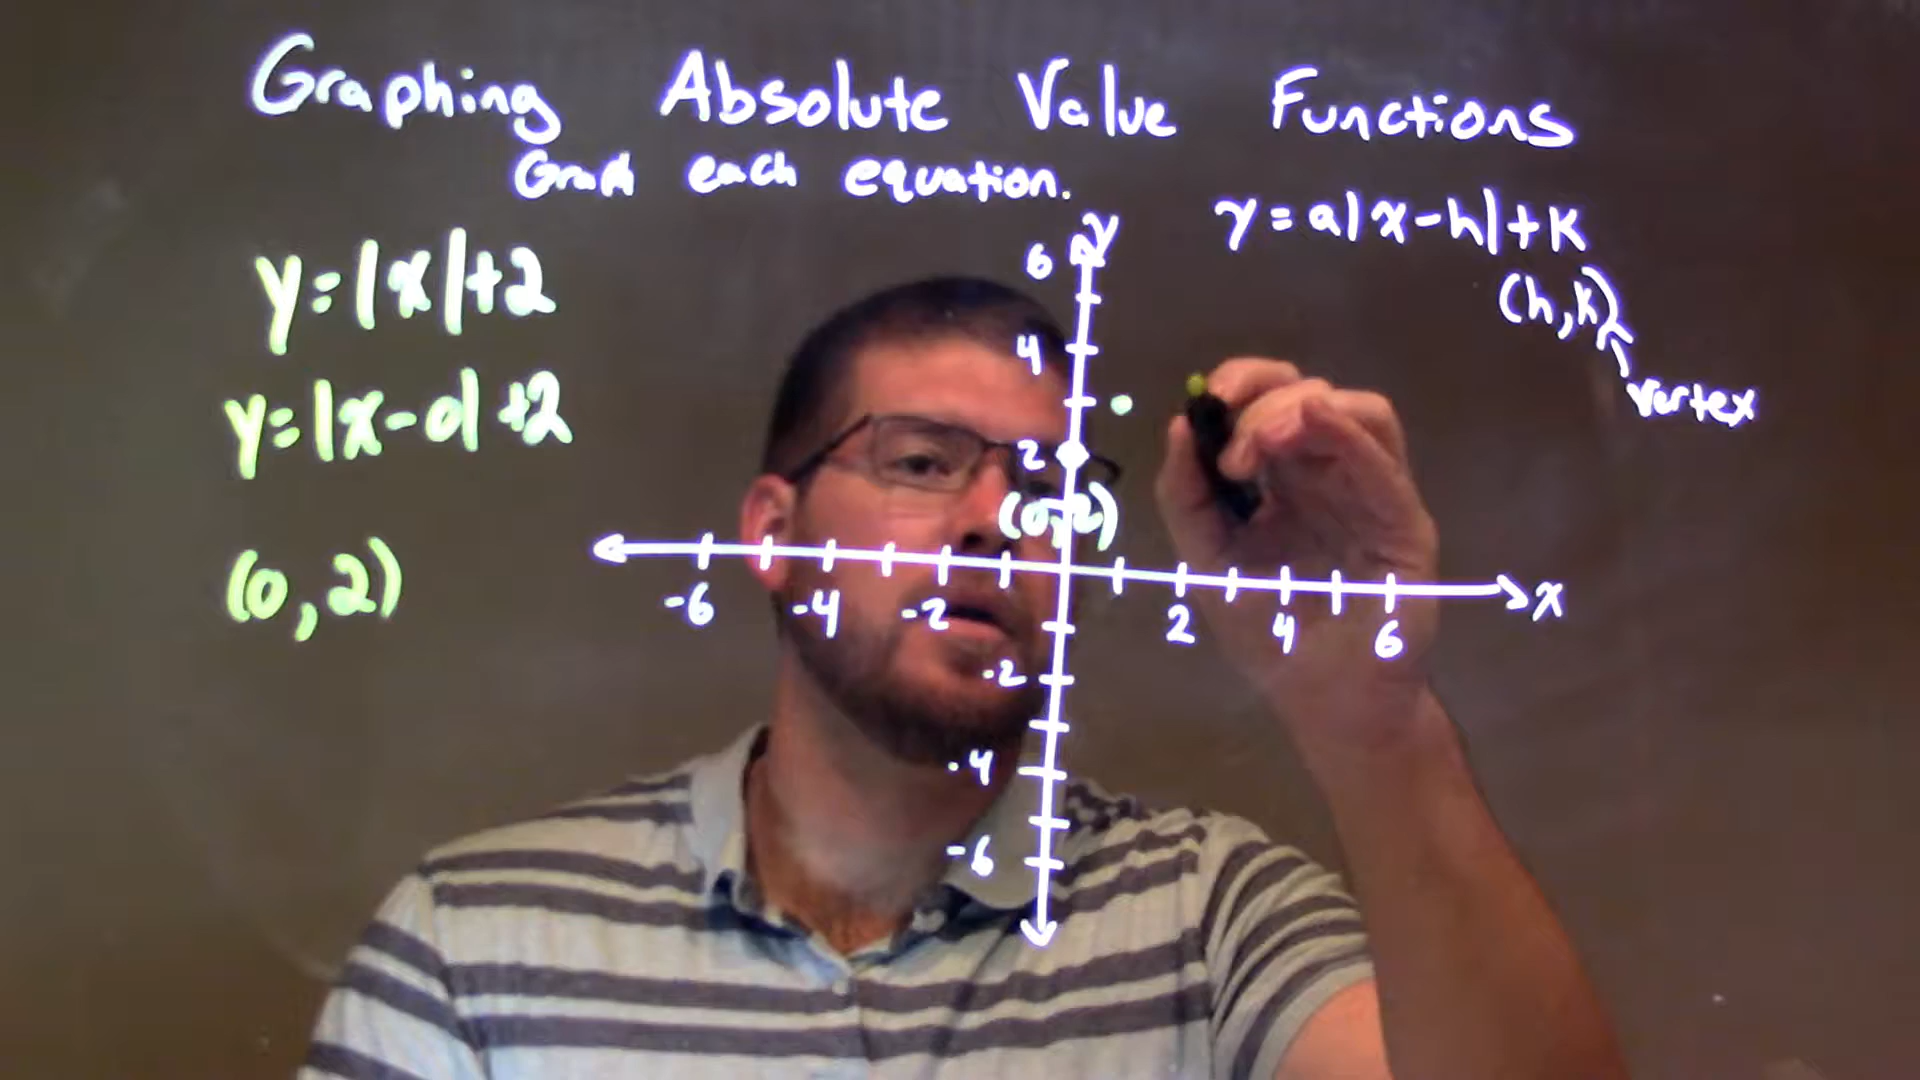 Graphing Absolute Value Functions
Graph each equation.
y=|x|+2
y=|x-0|+2
(0,2)
y=a|x-h|+k
(h,k)
vertex
y
6
4
2
(0,2)
-6 -4 -2 2 4 6 x
-2
-4
-6